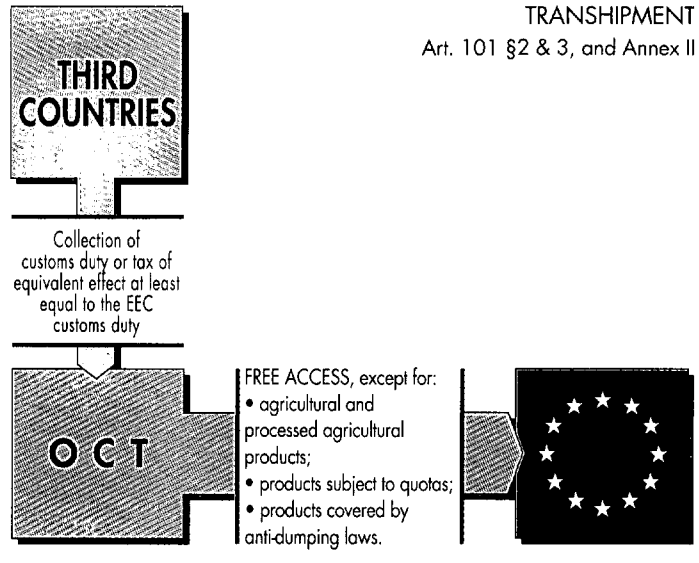 TRANSHIPMENT
Art. 101 §2 & 3, and Annex II
THIRD
COUNTRIES
Collection of
customs duty or tax of
equivalent effect at least
equal to the EEC
customs duty
OCT
FREE ACCESS, except for:
• agricultural and
processed agricultural
products;
• products subject to quotas;
• products covered by
anti-dumping laws.